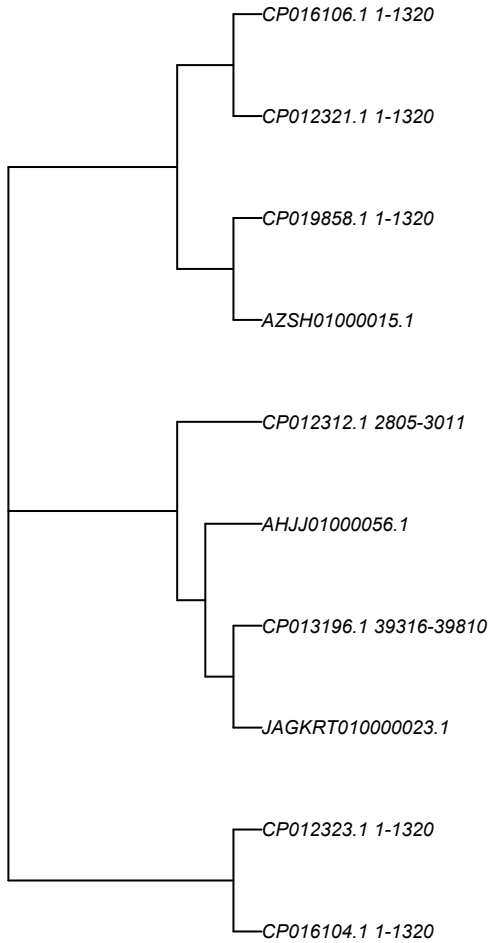 CP016106.1 1-1320
CP012321.1 1-1320
CP019858.1 1-1320
AZSH01000015.1
CP012312.1 2805-3011
AHJJ01000056.1
CP013196.1 39316-39810
JAGKRT010000023.1
CP012323.1 1-1320
CP016104.1 1-1320